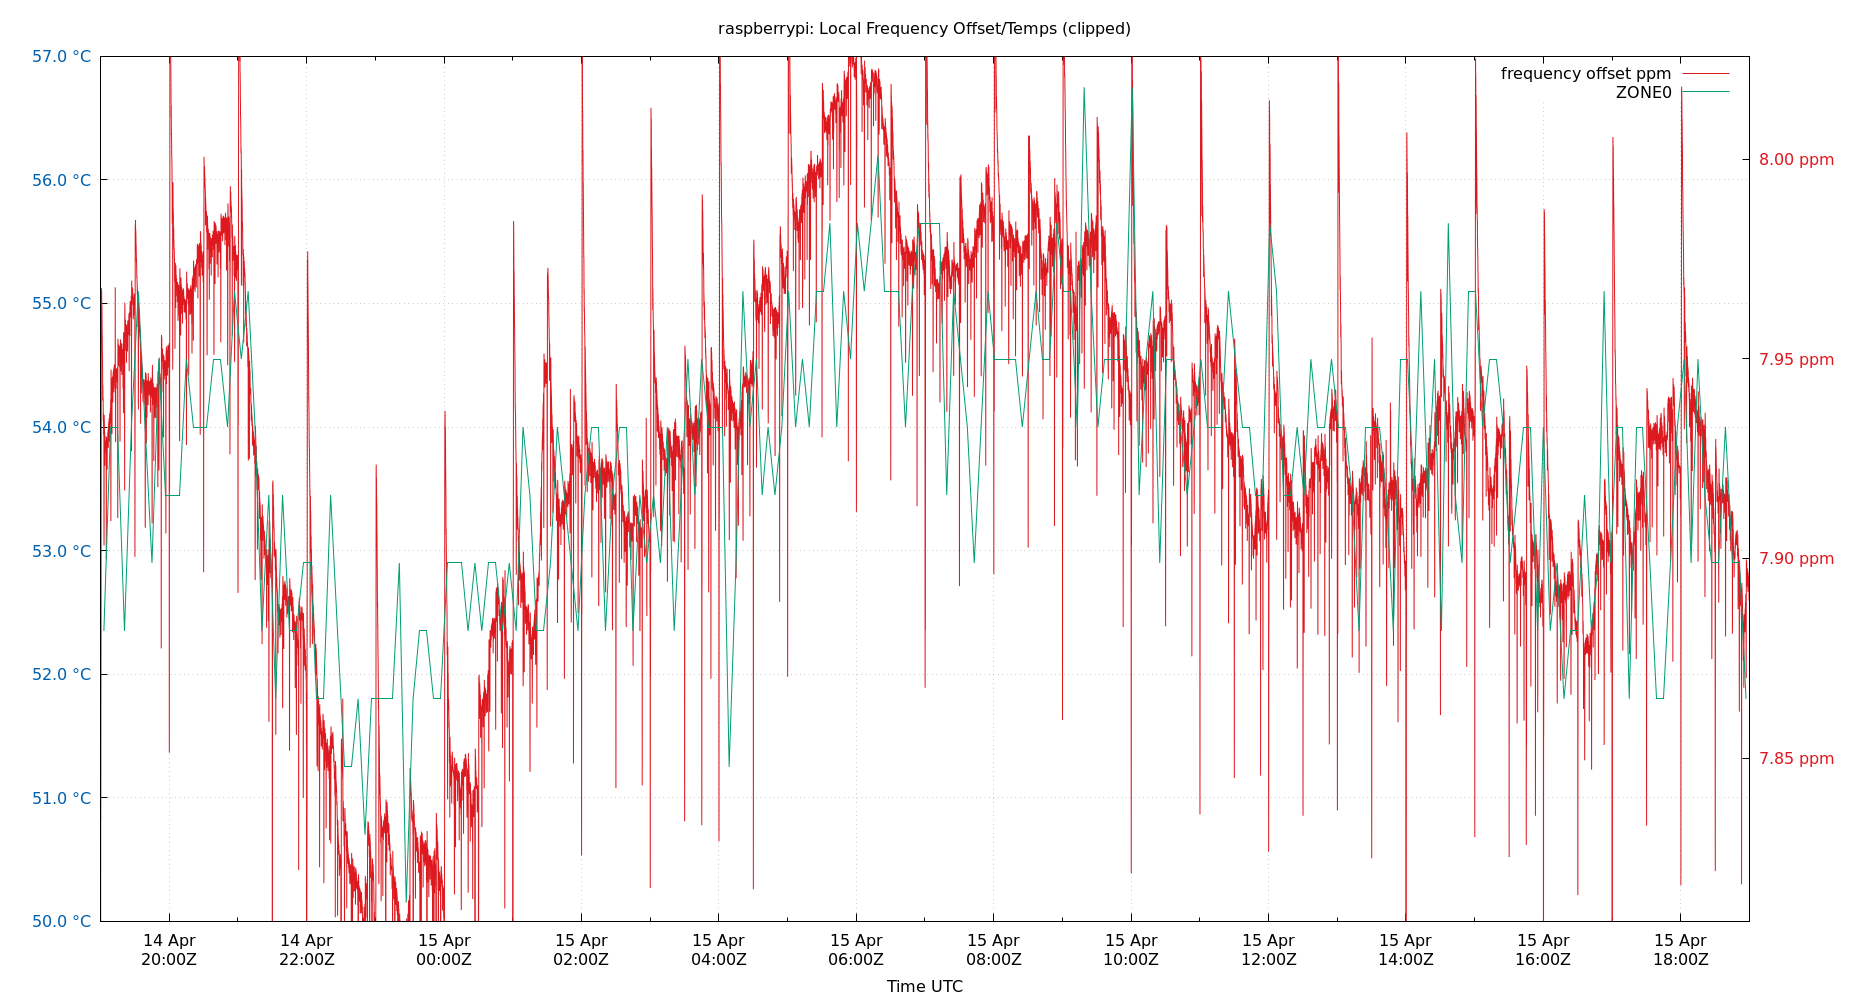 raspberrypi: Local Frequency Offset/Temps (clipped)
57.0 °C
56.0 °C
55.0 °C
54.0 °C
53.0 °C
52.0 °C
51.0 °C
50.0 °C
frequency offset ppm
ZONE0
8.00 ppm
7.95 ppm
7.90 ppm
7.85 ppm
14 Apr
20:00Z
14 Apr
22:00Z
15 Apr
00:00Z
15 Apr
02:00Z
15 Apr
04:00Z
15 Apr
06:00Z
15 Apr
08:00Z
15 Apr
10:00Z
15 Apr
12:00Z
15 Apr
14:00Z
15 Apr
16:00Z
15 Apr
18:00Z
Time UTC